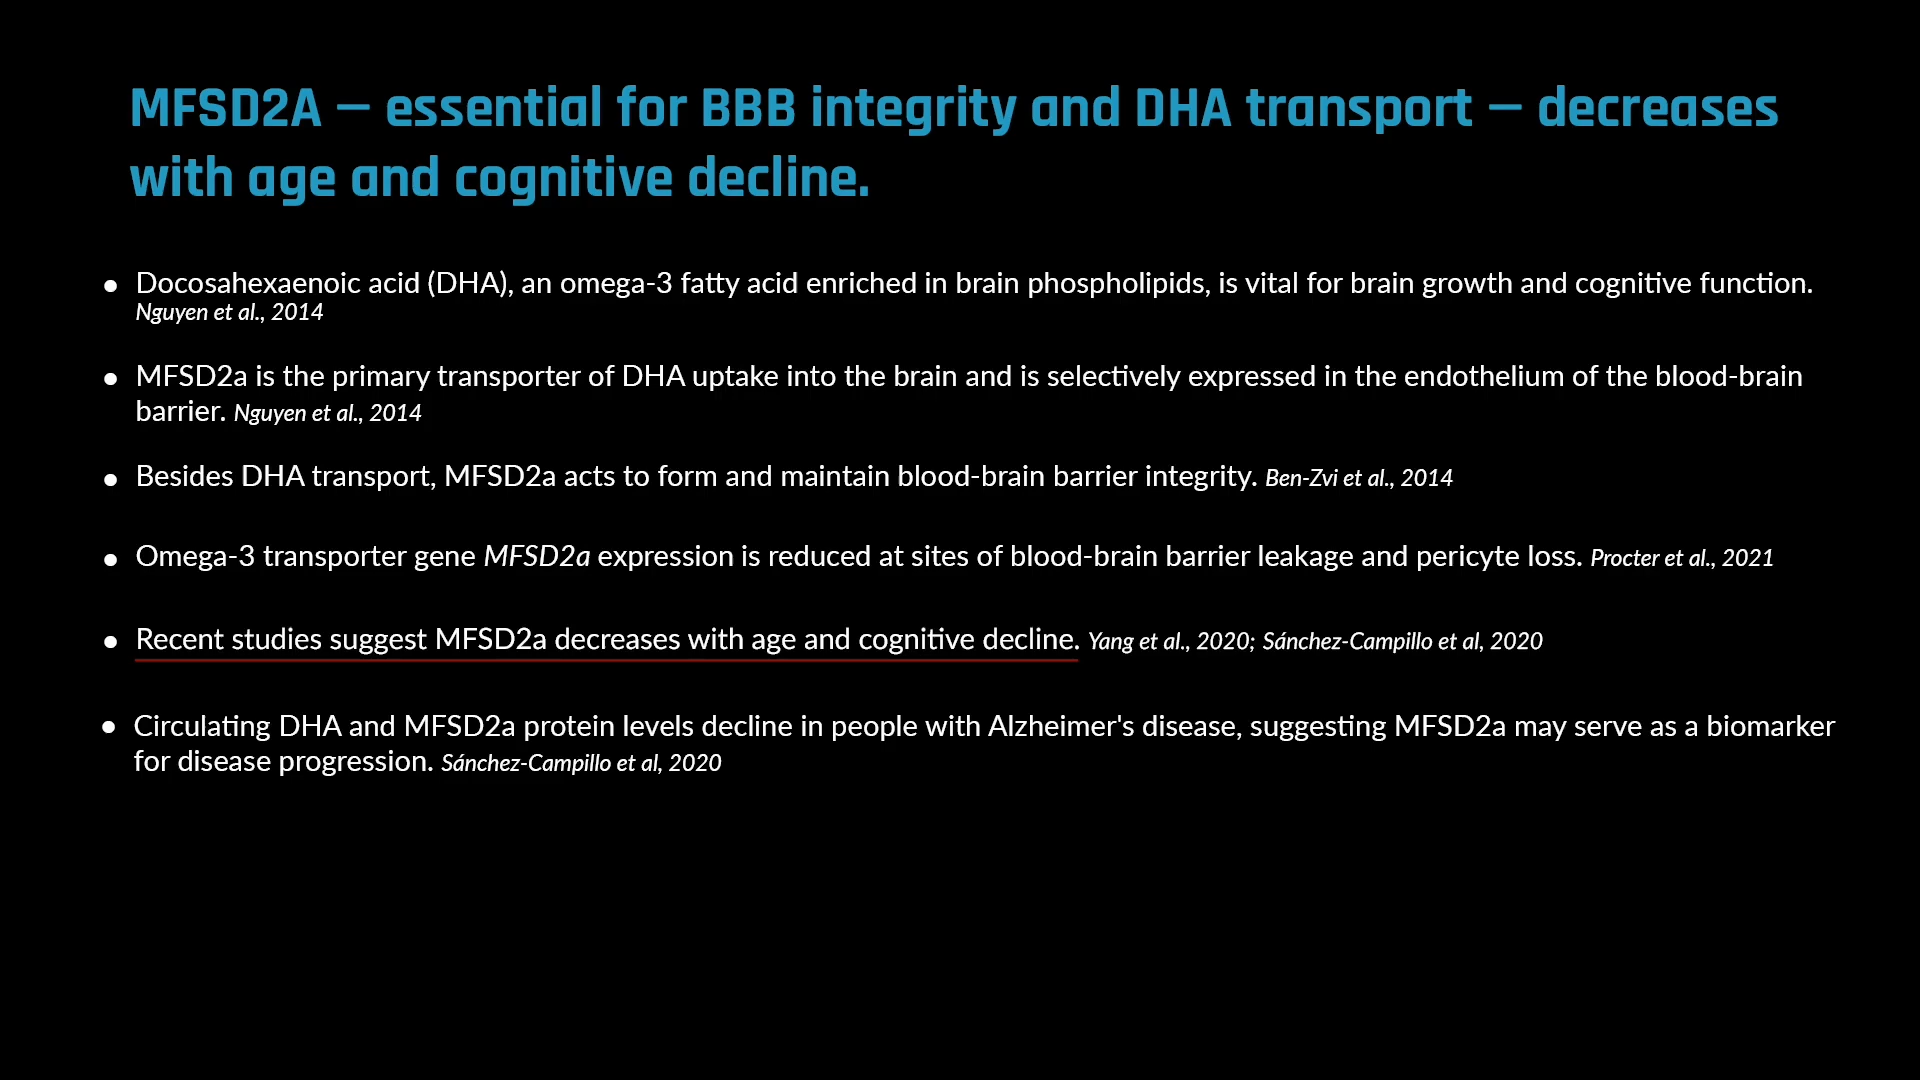 MFSD2A — essential for BBB integrity and DHA transport — decreases
with age and cognitive decline.
• Docosahexaenoic acid (DHA), an omega-3 fatty acid enriched in brain phospholipids, is vital for brain growth and cognitive function.
Nguyen et al., 2014
• MFSD2a is the primary transporter of DHA uptake into the brain and is selectively expressed in the endothelium of the blood-brain
barrier. Nguyen et al., 2014
• Besides DHA transport, MFSD2a acts to form and maintain blood-brain barrier integrity. Ben-Zvi et al., 2014
• Omega-3 transporter gene MFSD2a expression is reduced at sites of blood-brain barrier leakage and pericyte loss. Procter et al., 2021
• Recent studies suggest MFSD2a decreases with age and cognitive decline. Yang et al., 2020; Sánchez-Campillo et al, 2020
• Circulating DHA and MFSD2a protein levels decline in people with Alzheimer's disease, suggesting MFSD2a may serve as a biomarker
for disease progression. Sánchez-Campillo et al, 2020